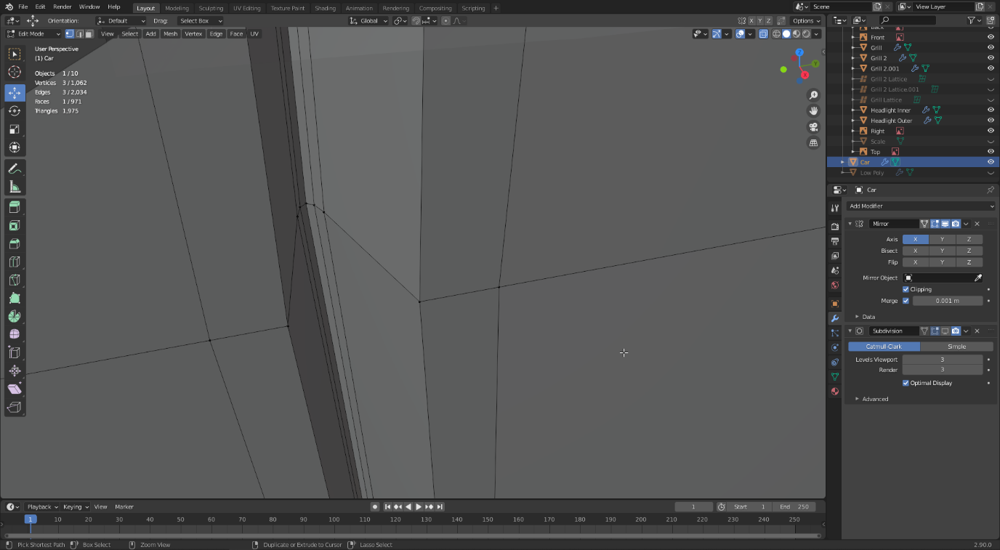 File Edit Render Window Help Layout Modeling Sculpting UV Editing Texture Paint Shading Animation Rendering Compositing Scripting + Scene View Layer
Orientation: Default Drag: Select Box Global X Y Z Options
Edit Mode View Select Add Mesh Vertex Edge Face UV
User Perspective
(1) Car
Objects 1/10
Vertices 3/1,062
Edges 3/2,034
Faces 1/971
Triangles 1,975
Z
Y
X
Back
Front
Grill
Grill 2
Grill 2.001
Grill 2 Lattice
Grill 2 Lattice.001
Grill Lattice
Headlight Inner
Headlight Outer
Right
Scale
Top
Car
Low Poly
Car
Add Modifier
Mirror
Axis X Y Z
Bisect X Y Z
Flip X Y Z
Mirror Object
Clipping
Merge 0.001 m
Data
Subdivision
Catmull-Clark Simple
Levels Viewport 3
Render 3
Optimal Display
Advanced
Playback Keying View Marker 1 Start 1 End 250
1 10 20 30 40 50 60 70 80 90 100 110 120 130 140 150 160 170 180 190 200 210 220 230 240 250
Pick Shortest Path Box Select Zoom View Duplicate or Extrude to Cursor Lasso Select 2.90.0